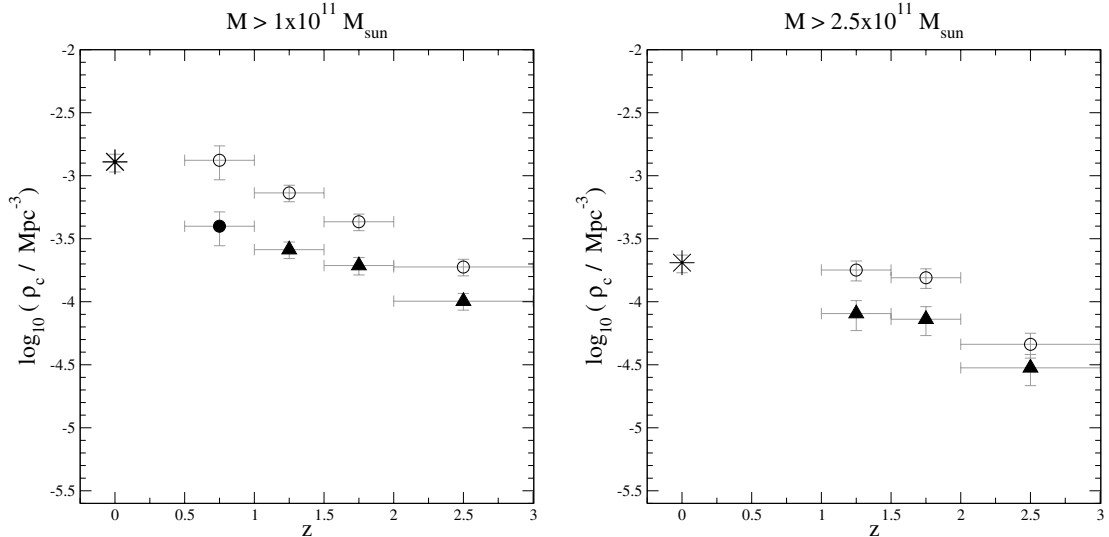 M > 1x10^11 M_sun
-2
-2.5
-3
-3.5
-4
-4.5
-5
-5.5
log_10 ( ρ_c / Mpc^-3 )
0 0.5 1 1.5 2 2.5 3
z
M > 2.5x10^11 M_sun
-2
-2.5
-3
-3.5
-4
-4.5
-5
-5.5
log_10 ( ρ_c / Mpc^-3 )
0 0.5 1 1.5 2 2.5 3
z